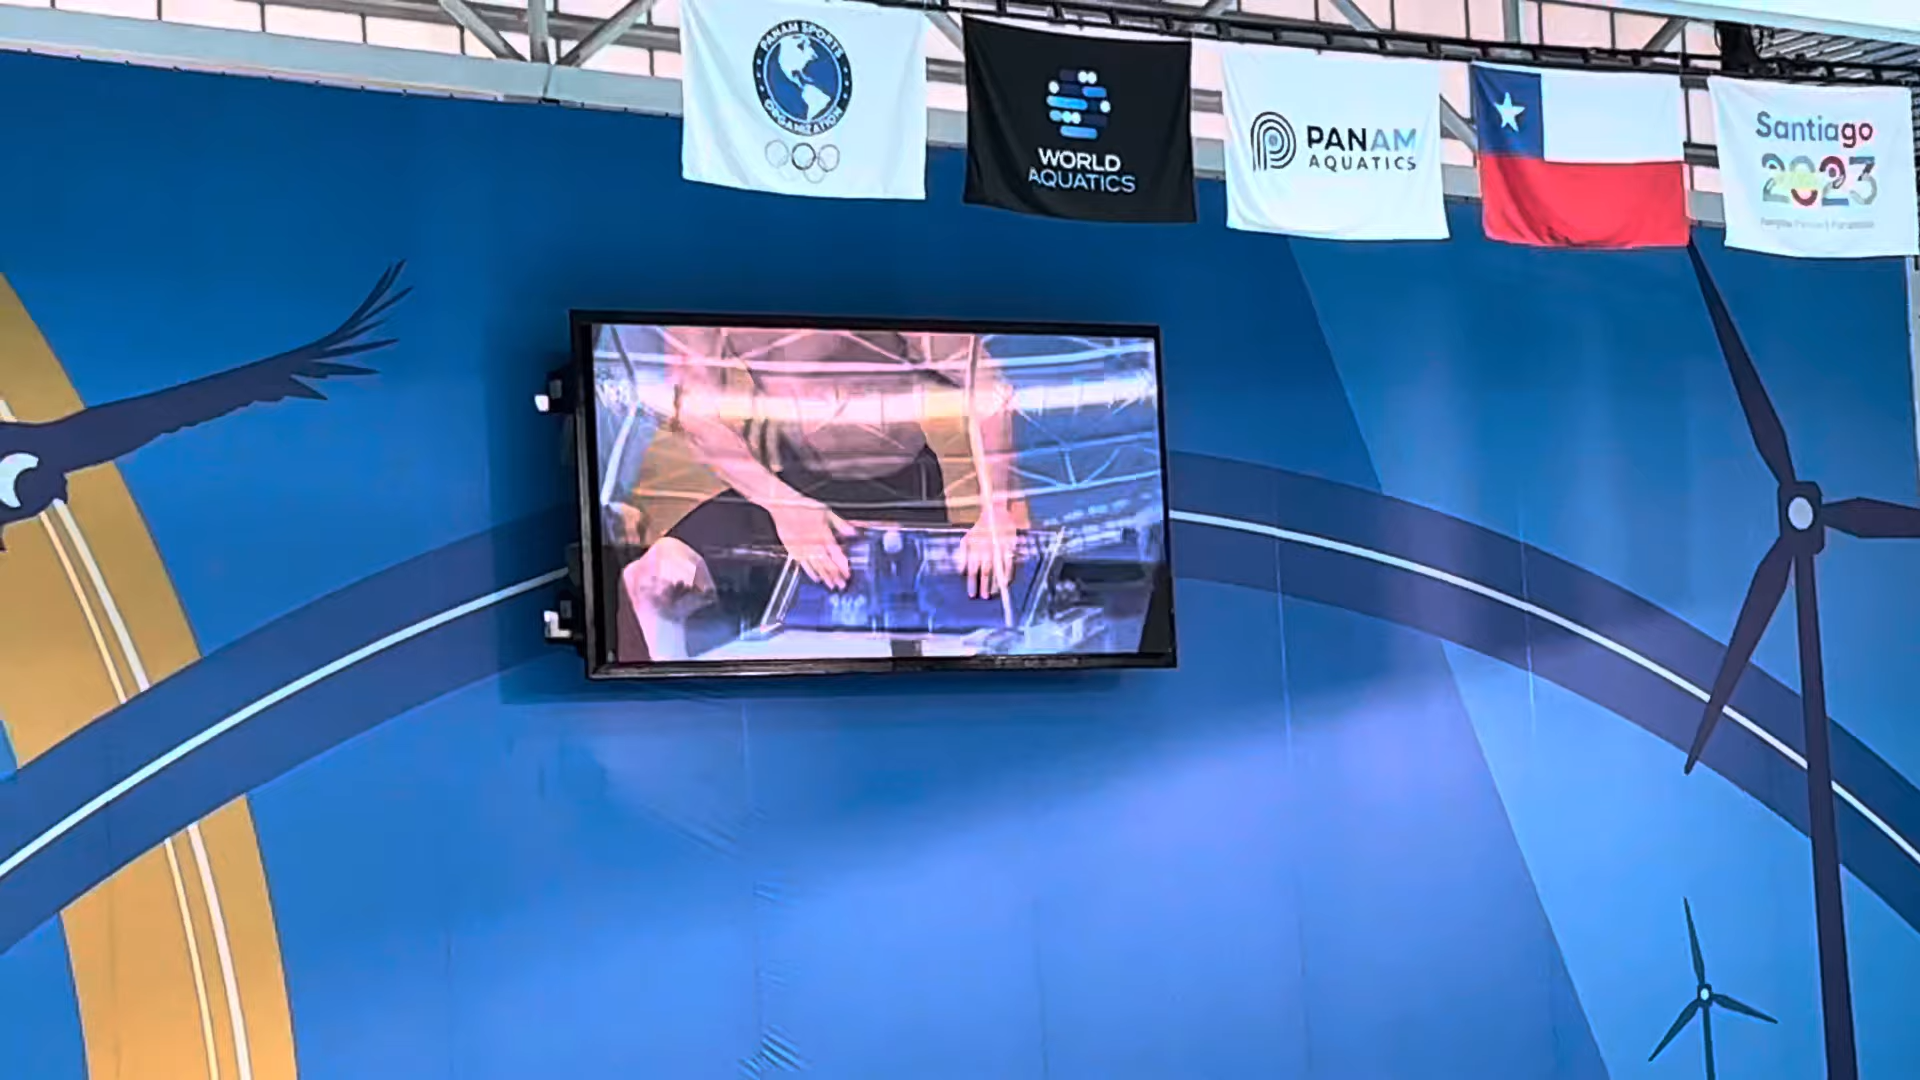 PANAM SPORTS
ORGANIZATION
WORLD
AQUATICS
PANAM
AQUATICS
Santiago
2023